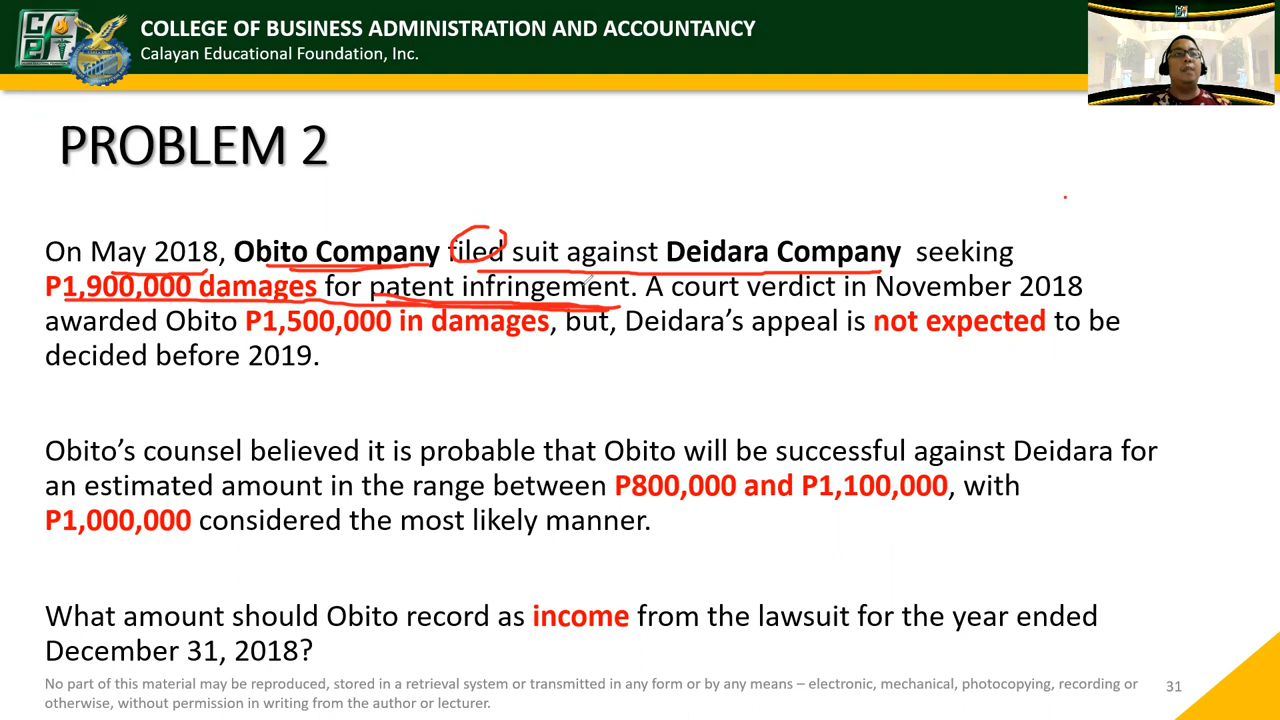 COLLEGE OF BUSINESS ADMINISTRATION AND ACCOUNTANCY
Calayan Educational Foundation, Inc.
PROBLEM 2
On May 2018, Obito Company filed suit against Deidara Company seeking
P1,900,000 damages for patent infringement. A court verdict in November 2018
awarded Obito P1,500,000 in damages, but, Deidara's appeal is not expected to be
decided before 2019.
Obito's counsel believed it is probable that Obito will be successful against Deidara for
an estimated amount in the range between P800,000 and P1,100,000, with
P1,000,000 considered the most likely manner.
What amount should Obito record as income from the lawsuit for the year ended
December 31, 2018?
No part of this material may be reproduced, stored in a retrieval system or transmitted in any form or by any means – electronic, mechanical, photocopying, recording or
otherwise, without permission in writing from the author or lecturer.
31